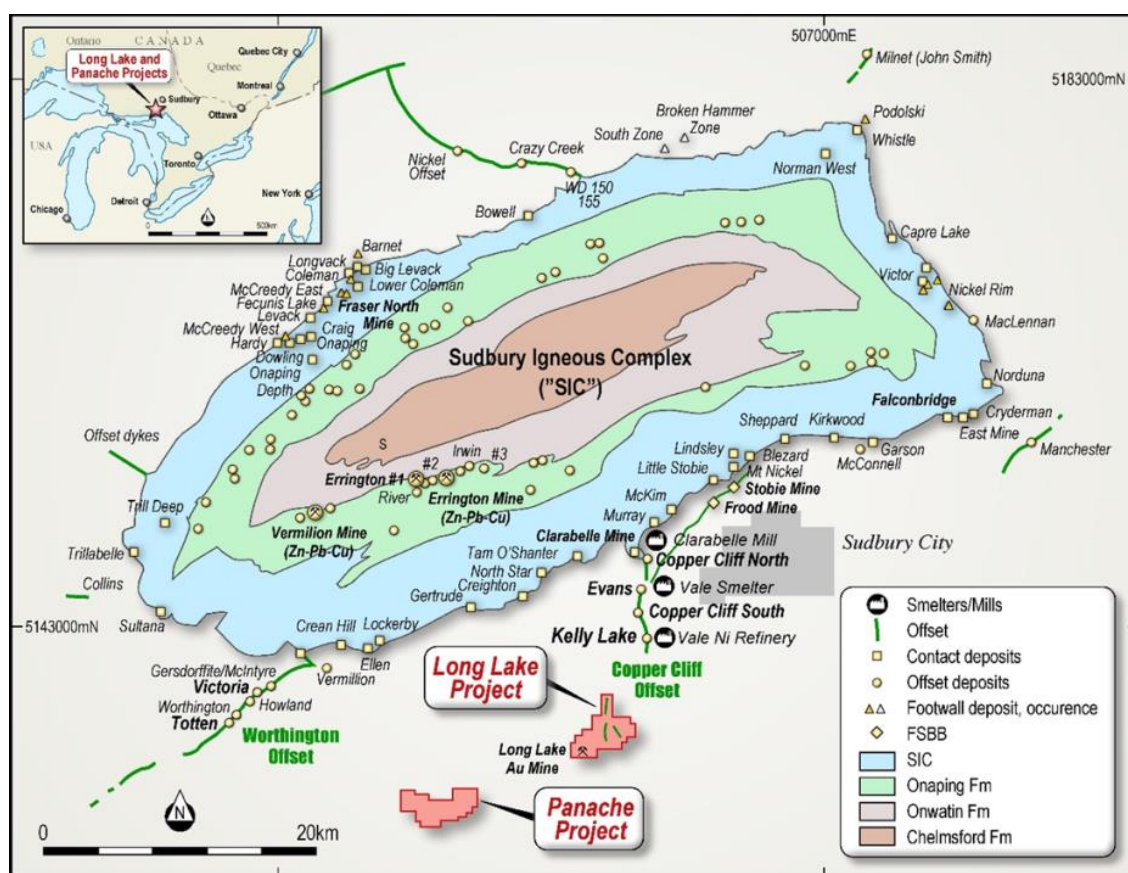 Ontario
CANADA
Quebec City
Long Lake and
Panache Projects
Quebec
Sudbury
Montreal
Ottawa
USA
Toronto
Detroit
Chicago
New York
N
0
500km
507000mE
5183000mN
Milnet (John Smith)
Broken Hammer
Zone
South Zone
Podolski
Whistle
Norman West
Nickel
Offset
Crazy Creek
WD 150
155
Bowell
Capre Lake
Barnet
Longvack
Coleman
Big Levack
McCreedy East
Lower Coleman
Fecunis Lake
Fraser North
Mine
Levack
McCreedy West
Hardy
Craig
Onaping
Dowling
Onaping
Depth
Victor
Nickel Rim
MacLennan
Sudbury Igneous Complex
("SIC")
Norduna
Falconbridge
Cryderman
East Mine
Sheppard
Kirkwood
Garson
McConnell
Manchester
Offset dykes
S
Irwin
#2
#3
Errington #1
River
Errington Mine
(Zn-Pb-Cu)
Vermilion Mine
(Zn-Pb-Cu)
Lindsley
Blezard
Little Stobie
Mt Nickel
Stobie Mine
Frood Mine
McKim
Murray
Clarabelle Mine
Clarabelle Mill
Sudbury City
Copper Cliff North
Trill Deep
Trillabelle
Collins
Sultana
Tam O'Shanter
North Star
Creighton
Gertrude
Evans
Vale Smelter
Copper Cliff South
Kelly Lake
Vale Ni Refinery
5143000mN
Crean Hill
Lockerby
Ellen
Gersdorffite/McIntyre
Vermillion
Victoria
Howland
Worthington
Totten
Worthington
Offset
Long Lake
Project
Copper Cliff
Offset
Long Lake
Au Mine
Panache
Project
N
0
20km
Smelters/Mills
Offset
Contact deposits
Offset deposits
Footwall deposit, occurence
FSBB
SIC
Onaping Fm
Onwatin Fm
Chelmsford Fm